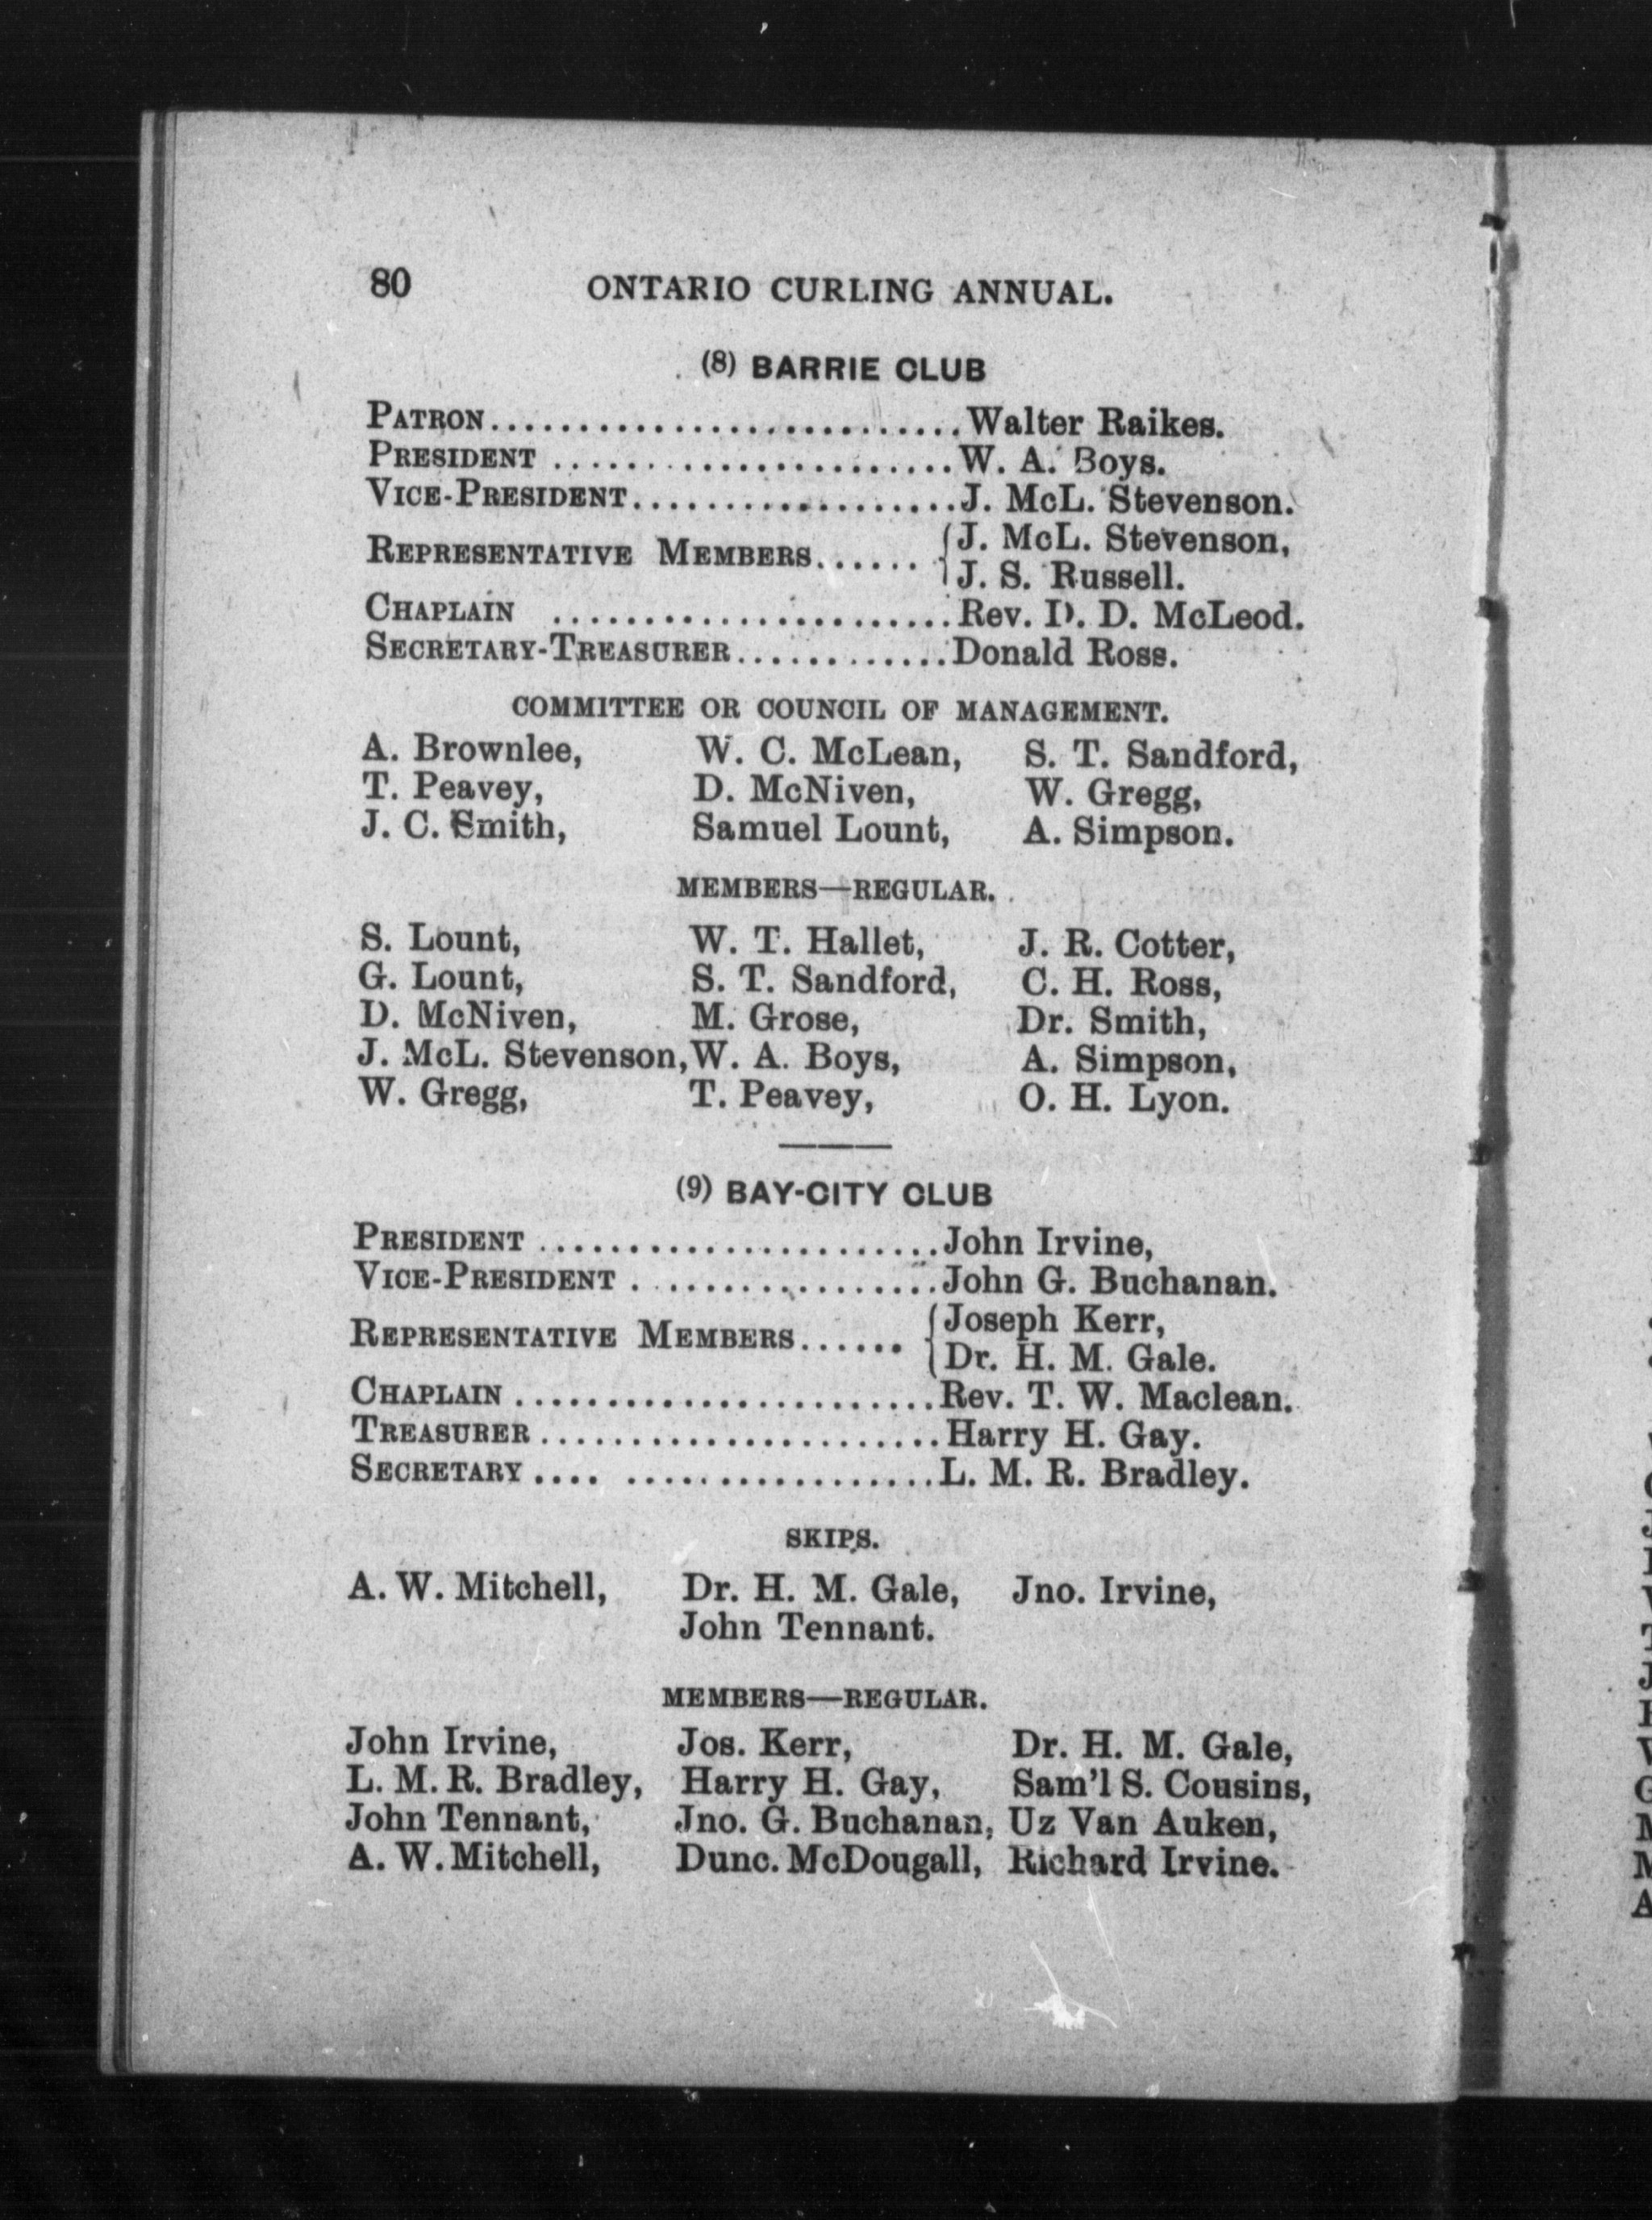 80 ONTARIO CURLING ANNUAL.
(8) BARRIE CLUB
PATRON............................Walter Raikes.
PRESIDENT ........................W. A. Boys.
VICE-PRESIDENT...................J. McL. Stevenson.
REPRESENTATIVE MEMBERS...... {J. McL. Stevenson,
J. S. Russell.
CHAPLAIN ........................Rev. D. D. McLeod.
SECRETARY-TREASURER............Donald Ross.
COMMITTEE OR COUNCIL OF MANAGEMENT.
A. Brownlee, W. C. McLean, S. T. Sandford,
T. Peavey, D. McNiven, W. Gregg,
J. C. Smith, Samuel Lount, A. Simpson.
MEMBERS—REGULAR.
S. Lount, W. T. Hallet, J. R. Cotter,
G. Lount, S. T. Sandford, C. H. Ross,
D. McNiven, M. Grose, Dr. Smith,
J. McL. Stevenson, W. A. Boys, A. Simpson,
W. Gregg, T. Peavey, O. H. Lyon.
(9) BAY-CITY CLUB
PRESIDENT .......................John Irvine,
VICE-PRESIDENT . ................John G. Buchanan.
REPRESENTATIVE MEMBERS...... {Joseph Kerr,
Dr. H. M. Gale.
CHAPLAIN ........................Rev. T. W. Maclean.
TREASURER .......................Harry H. Gay.
SECRETARY .... ..................L. M. R. Bradley.
SKIPS.
A. W. Mitchell, Dr. H. M. Gale, Jno. Irvine,
John Tennant.
MEMBERS—REGULAR.
John Irvine, Jos. Kerr, Dr. H. M. Gale,
L. M. R. Bradley, Harry H. Gay, Sam'l S. Cousins,
John Tennant, Jno. G. Buchanan, Uz Van Auken,
A. W. Mitchell, Dunc. McDougall, Richard Irvine.